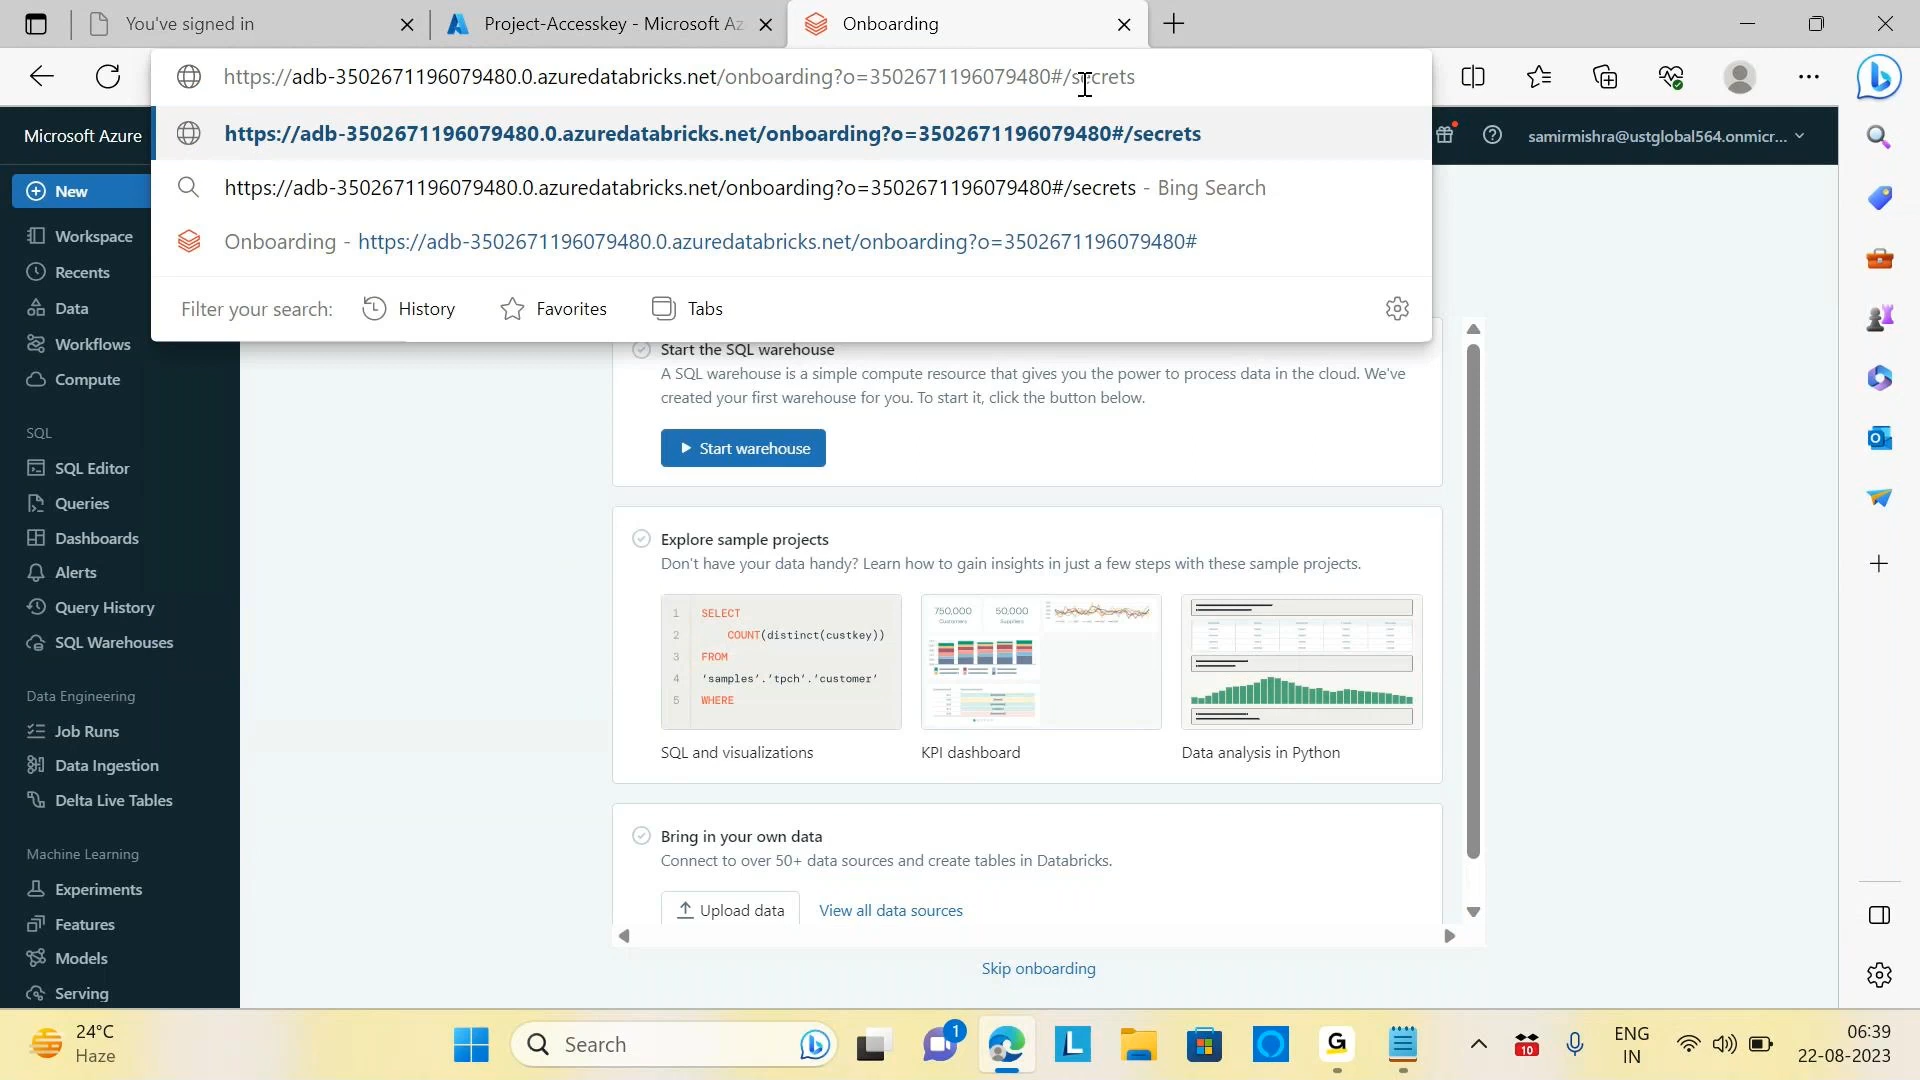 You've signed in
Project-Accesskey - Microsoft Az
Onboarding
https://adb-3502671196079480.0.azuredatabricks.net/onboarding?o=3502671196079480#/secrets
https://adb-3502671196079480.0.azuredatabricks.net/onboarding?o=3502671196079480#/secrets
https://adb-3502671196079480.0.azuredatabricks.net/onboarding?o=3502671196079480#/secrets - Bing Search
Onboarding - https://adb-3502671196079480.0.azuredatabricks.net/onboarding?o=3502671196079480#
Filter your search: History Favorites Tabs
Microsoft Azure
samirmishra@ustglobal564.onmicr...
New
Workspace
Recents
Data
Workflows
Compute
SQL
SQL Editor
Queries
Dashboards
Alerts
Query History
SQL Warehouses
Data Engineering
Job Runs
Data Ingestion
Delta Live Tables
Machine Learning
Experiments
Features
Models
Serving
Start the SQL warehouse
A SQL warehouse is a simple compute resource that gives you the power to process data in the cloud. We've
created your first warehouse for you. To start it, click the button below.
Start warehouse
Explore sample projects
Don't have your data handy? Learn how to gain insights in just a few steps with these sample projects.
1 SELECT
2 COUNT(distinct(custkey))
3 FROM
4 'samples'.'tpch'.'customer'
5 WHERE
750,000 50,000
Customers Suppliers
SQL and visualizations
KPI dashboard
Data analysis in Python
Bring in your own data
Connect to over 50+ data sources and create tables in Databricks.
Upload data
View all data sources
Skip onboarding
24°C
Haze
Search
1
L
G
10
ENG
IN
06:39
22-08-2023